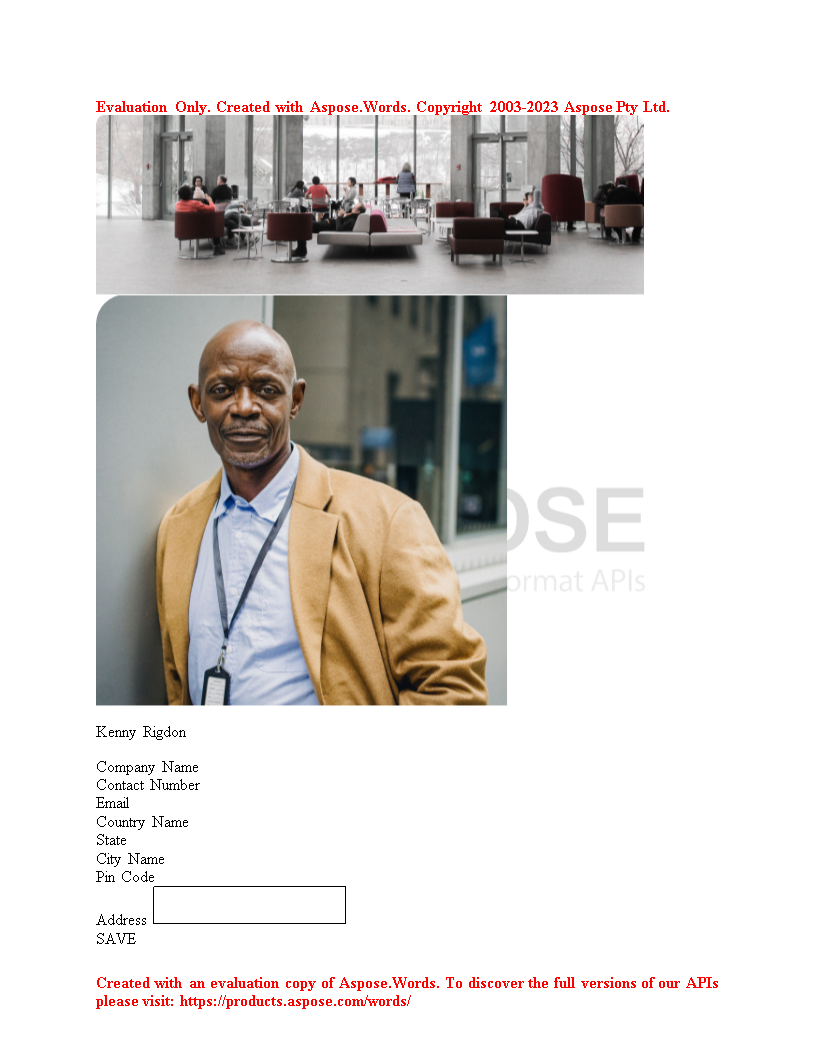 Evaluation Only. Created with Aspose.Words. Copyright 2003-2023 Aspose Pty Ltd.
OSE
ormat APIs
Kenny Rigdon
Company Name
Contact Number
Email
Country Name
State
City Name
Pin Code
Address
SAVE
Created with an evaluation copy of Aspose.Words. To discover the full versions of our APIs
please visit: https://products.aspose.com/words/